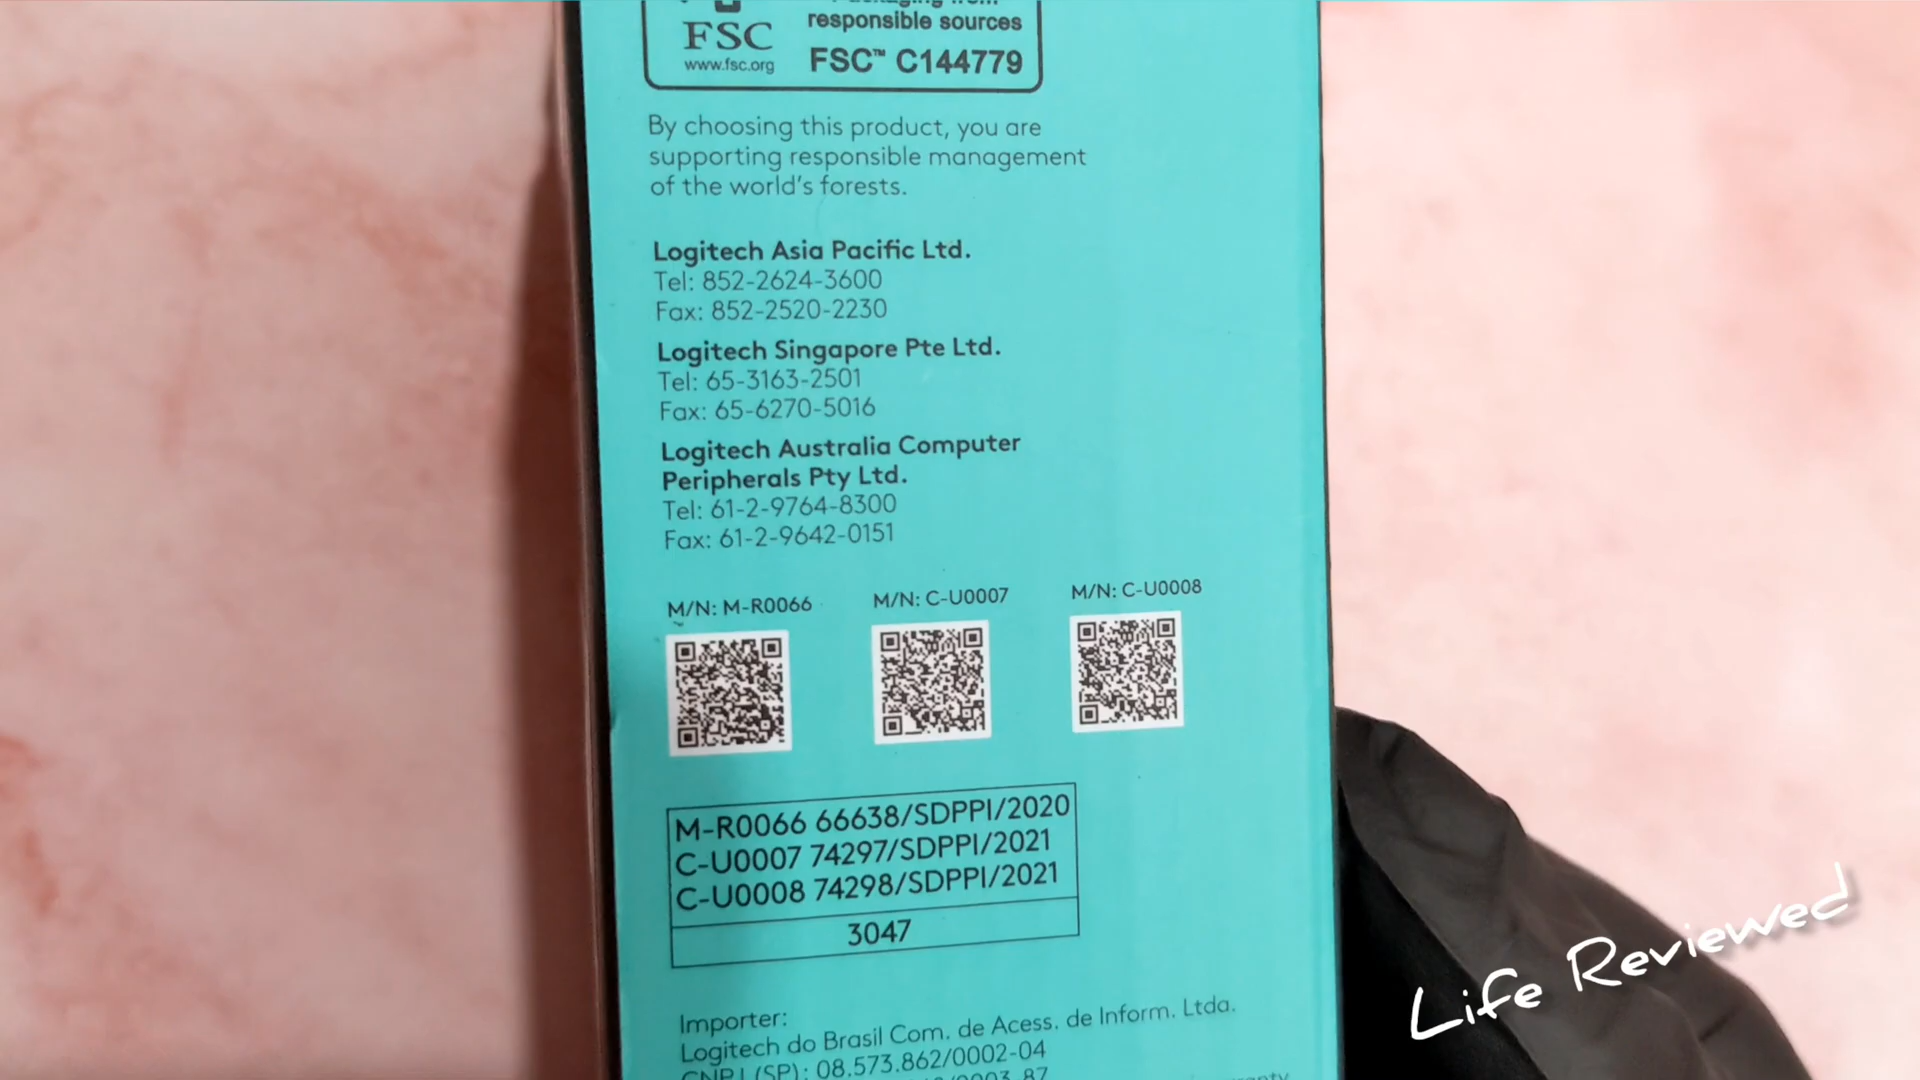 responsible sources
FSC
www.fsc.org
FSC™ C144779
By choosing this product, you are
supporting responsible management
of the world's forests.
Logitech Asia Pacific Ltd.
Tel: 852-2624-3600
Fax: 852-2520-2230
Logitech Singapore Pte Ltd.
Tel: 65-3163-2501
Fax: 65-6270-5016
Logitech Australia Computer
Peripherals Pty Ltd.
Tel: 61-2-9764-8300
Fax: 61-2-9642-0151
M/N: M-R0066 M/N: C-U0007 M/N: C-U0008
M-R0066 66638/SDPPI/2020
C-U0007 74297/SDPPI/2021
C-U0008 74298/SDPPI/2021
3047
Importer:
Logitech do Brasil Com. de Acess. de Inform. Ltda.
CNPJ (SP): 08.573.862/0002-04
Life Reviewed